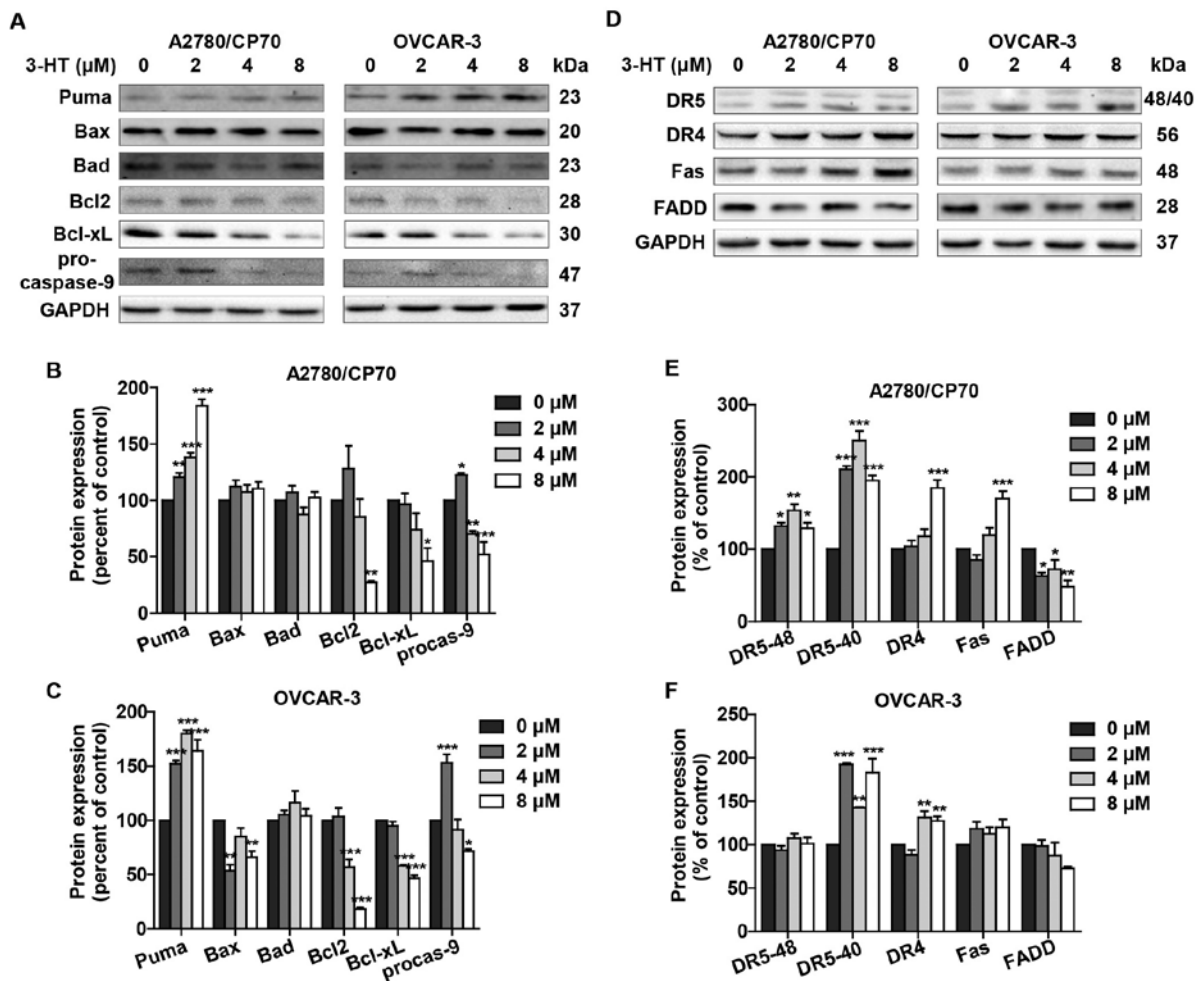 A
A2780/CP70 OVCAR-3
3-HT (µM) 0 2 4 8 0 2 4 8 kDa
Puma 23
Bax 20
Bad 23
Bcl2 28
Bcl-xL 30
pro-
caspase-9 47
GAPDH 37
D
A2780/CP70 OVCAR-3
3-HT (µM) 0 2 4 8 0 2 4 8 kDa
DR5 48/40
DR4 56
Fas 48
FADD 28
GAPDH 37
B
A2780/CP70
Protein expression
(percent of control)
200
150
100
50
0
** *** *** ** * * ** ***
0 µM
2 µM
4 µM
8 µM
Puma Bax Bad Bcl2 Bcl-xL procas-9
C
OVCAR-3
Protein expression
(percent of control)
200
150
100
50
0
*** *** *** ** ** *** *** *** *** *** *
0 µM
2 µM
4 µM
8 µM
Puma Bax Bad Bcl2 Bcl-xL procas-9
E
A2780/CP70
Protein expression
(% of control)
300
200
100
0
* ** * *** *** *** *** *** * * **
0 µM
2 µM
4 µM
8 µM
DR5-48 DR5-40 DR4 Fas FADD
F
OVCAR-3
Protein expression
(% of control)
250
200
150
100
50
0
*** ** *** ** **
0 µM
2 µM
4 µM
8 µM
DR5-48 DR5-40 DR4 Fas FADD